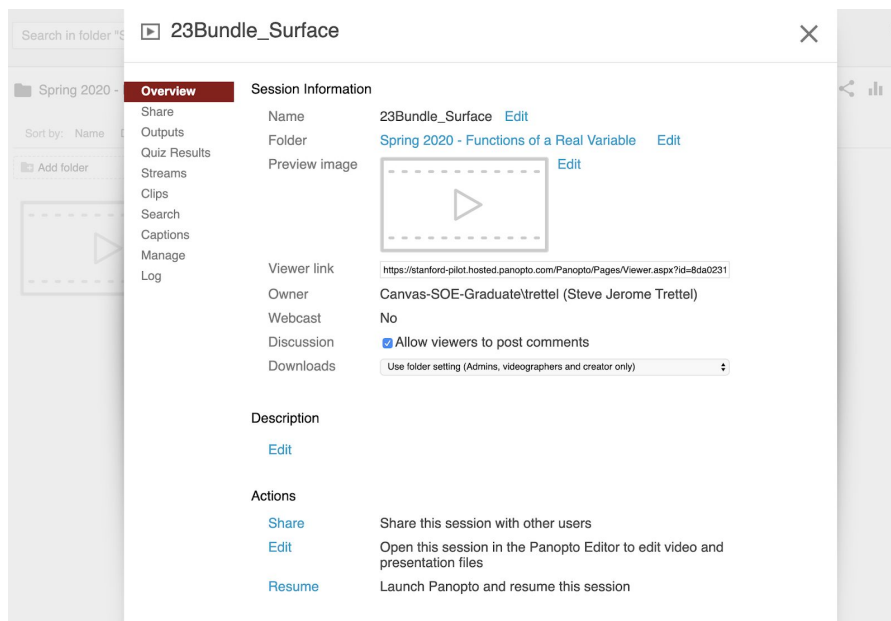 23Bundle_Surface
Search in folder "S
Spring 2020 -
Sort by: Name D
Add folder
Overview
Share
Outputs
Quiz Results
Streams
Clips
Search
Captions
Manage
Log
Session Information
Name 23Bundle_Surface Edit
Folder Spring 2020 - Functions of a Real Variable Edit
Preview image Edit
Viewer link https://stanford-pilot.hosted.panopto.com/Panopto/Pages/Viewer.aspx?id=8da0231
Owner Canvas-SOE-Graduate\trettel (Steve Jerome Trettel)
Webcast No
Discussion Allow viewers to post comments
Downloads Use folder setting (Admins, videographers and creator only)
Description
Edit
Actions
Share Share this session with other users
Edit Open this session in the Panopto Editor to edit video and
presentation files
Resume Launch Panopto and resume this session